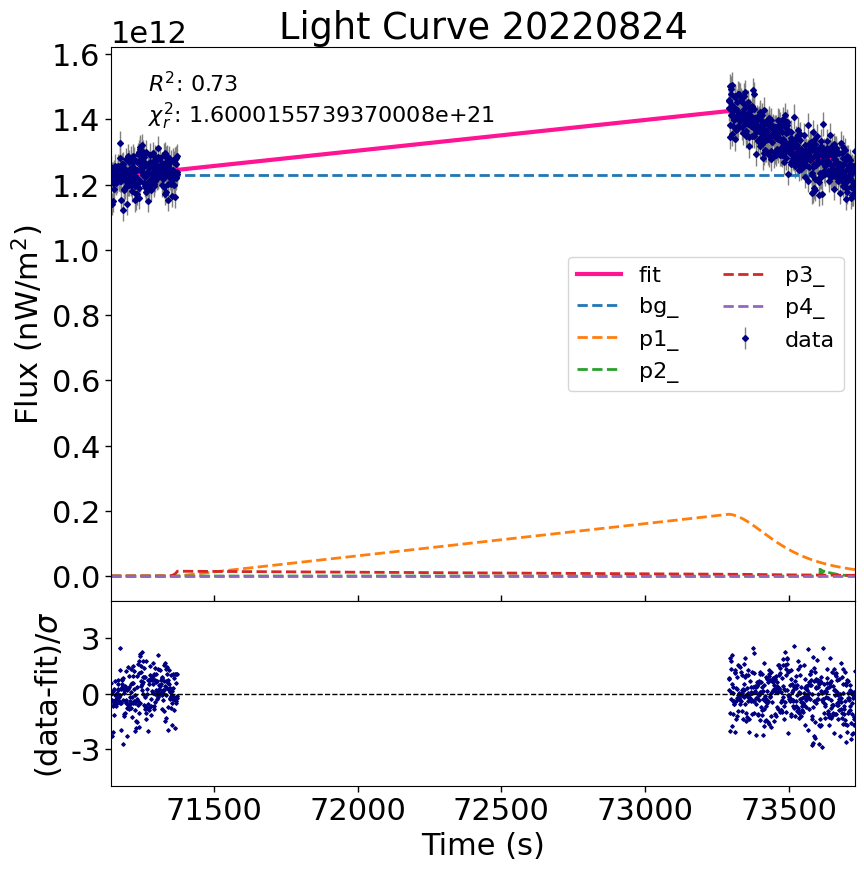 Light Curve 20220824
1e12
R²: 0.73
χ²ᵣ: 1.6000155739370008e+21
Flux (nW/m²)
1.6
1.4
1.2
1.0
0.8
0.6
0.4
0.2
0.0
fit
bg_
p1_
p2_
p3_
p4_
data
(data-fit)/σ
3
0
-3
71500 72000 72500 73000 73500
Time (s)